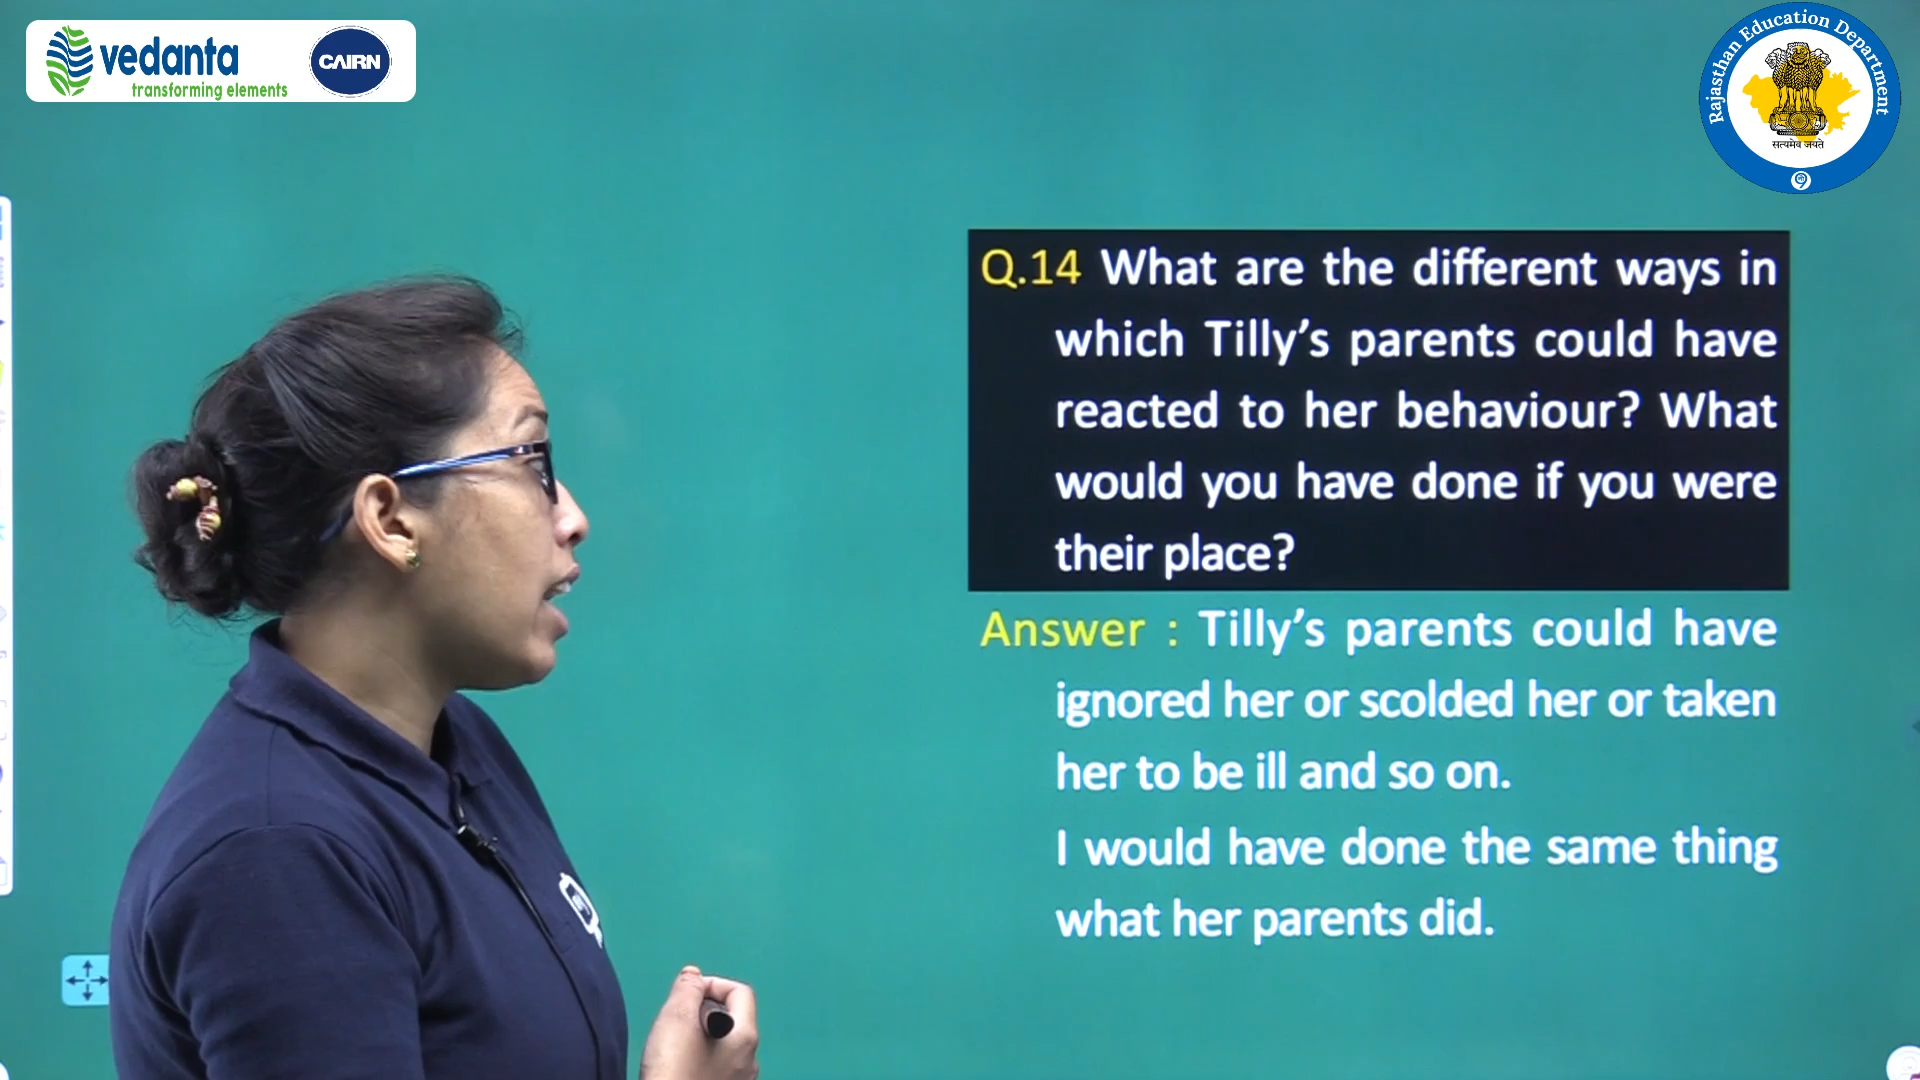 vedanta
transforming elements
CAIRN
Rajasthan Education Department
सत्यमेव जयते
Q.14 What are the different ways in
which Tilly’s parents could have
reacted to her behaviour? What
would you have done if you were
their place?
Answer : Tilly’s parents could have
ignored her or scolded her or taken
her to be ill and so on.
I would have done the same thing
what her parents did.